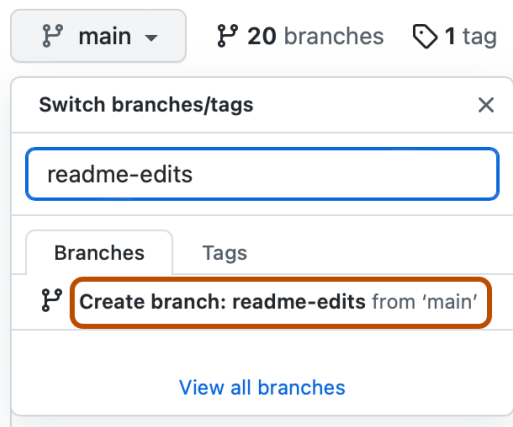 main 20 branches 1 tag
Switch branches/tags
readme-edits
Branches Tags
Create branch: readme-edits from ‘main’
View all branches